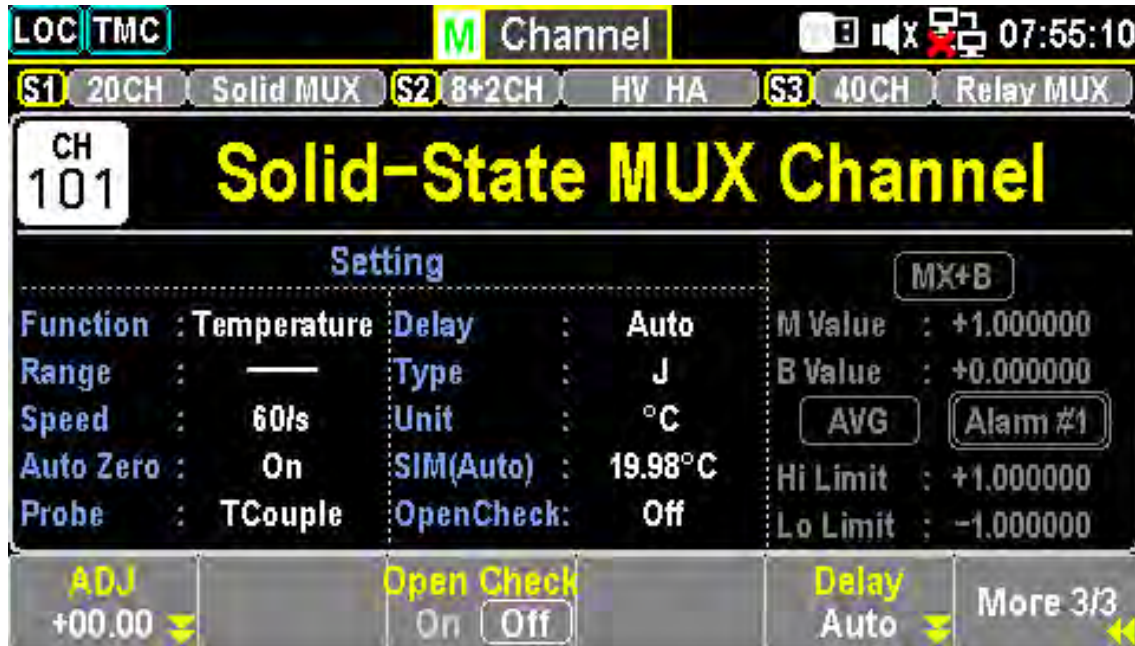 LOC TMC M Channel 07:55:10
S1 20CH Solid MUX S2 8+2CH HV HA S3 40CH Relay MUX
CH
101
Solid-State MUX Channel
Setting
Function : Temperature
Range : ——
Speed : 60/s
Auto Zero : On
Probe : TCouple
Delay : Auto
Type : J
Unit : °C
SIM(Auto) : 19.98°C
OpenCheck: Off
MX+B
M Value : +1.000000
B Value : +0.000000
AVG Alarm #1
Hi Limit : +1.000000
Lo Limit : -1.000000
ADJ
+00.00
Open Check
On Off
Delay
Auto
More 3/3